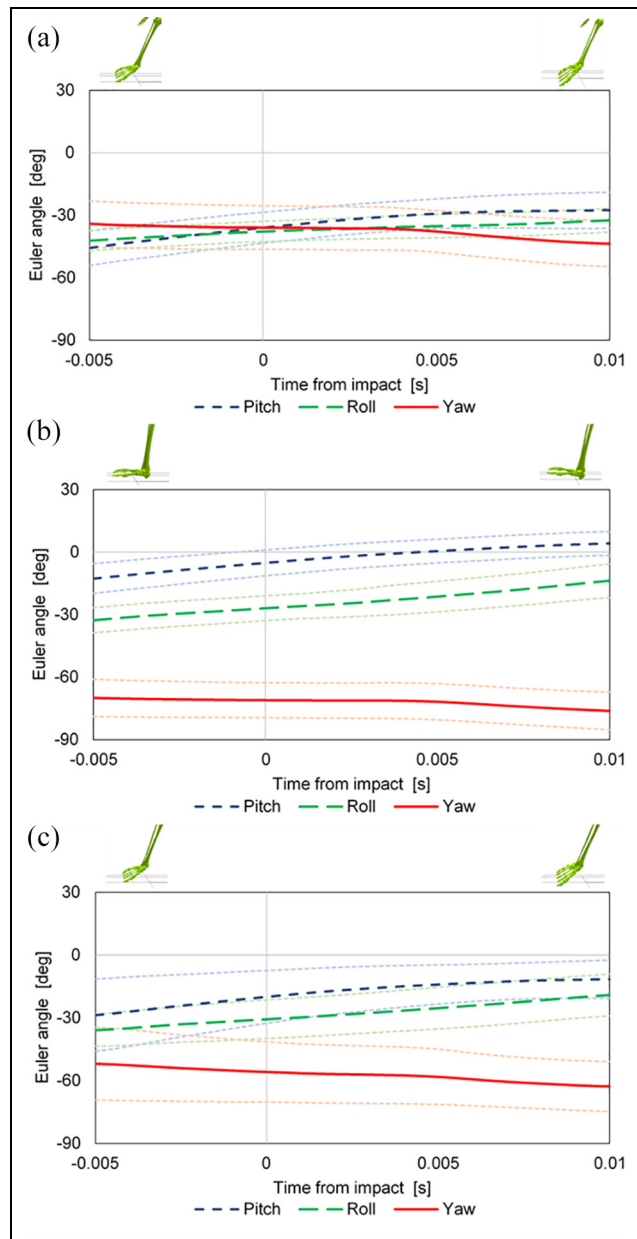 (a)
30
0
-30
-60
-90
Euler angle [deg]
-0.005 0 0.005 0.01
Time from impact [s]
Pitch Roll Yaw
(b)
30
0
-30
-60
-90
Euler angle [deg]
-0.005 0 0.005 0.01
Time from impact [s]
Pitch Roll Yaw
(c)
30
0
-30
-60
-90
Euler angle [deg]
-0.005 0 0.005 0.01
Time from impact [s]
Pitch Roll Yaw